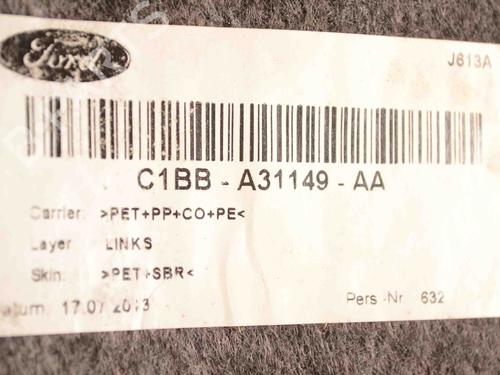 Ford
J613A
C1BB - A31149 - AA
Carrier: >PET+PP+CO+PE<
Layer LINKS
Skin: >PET+SBR<
atum 17.07 2013
Pers Nr 632